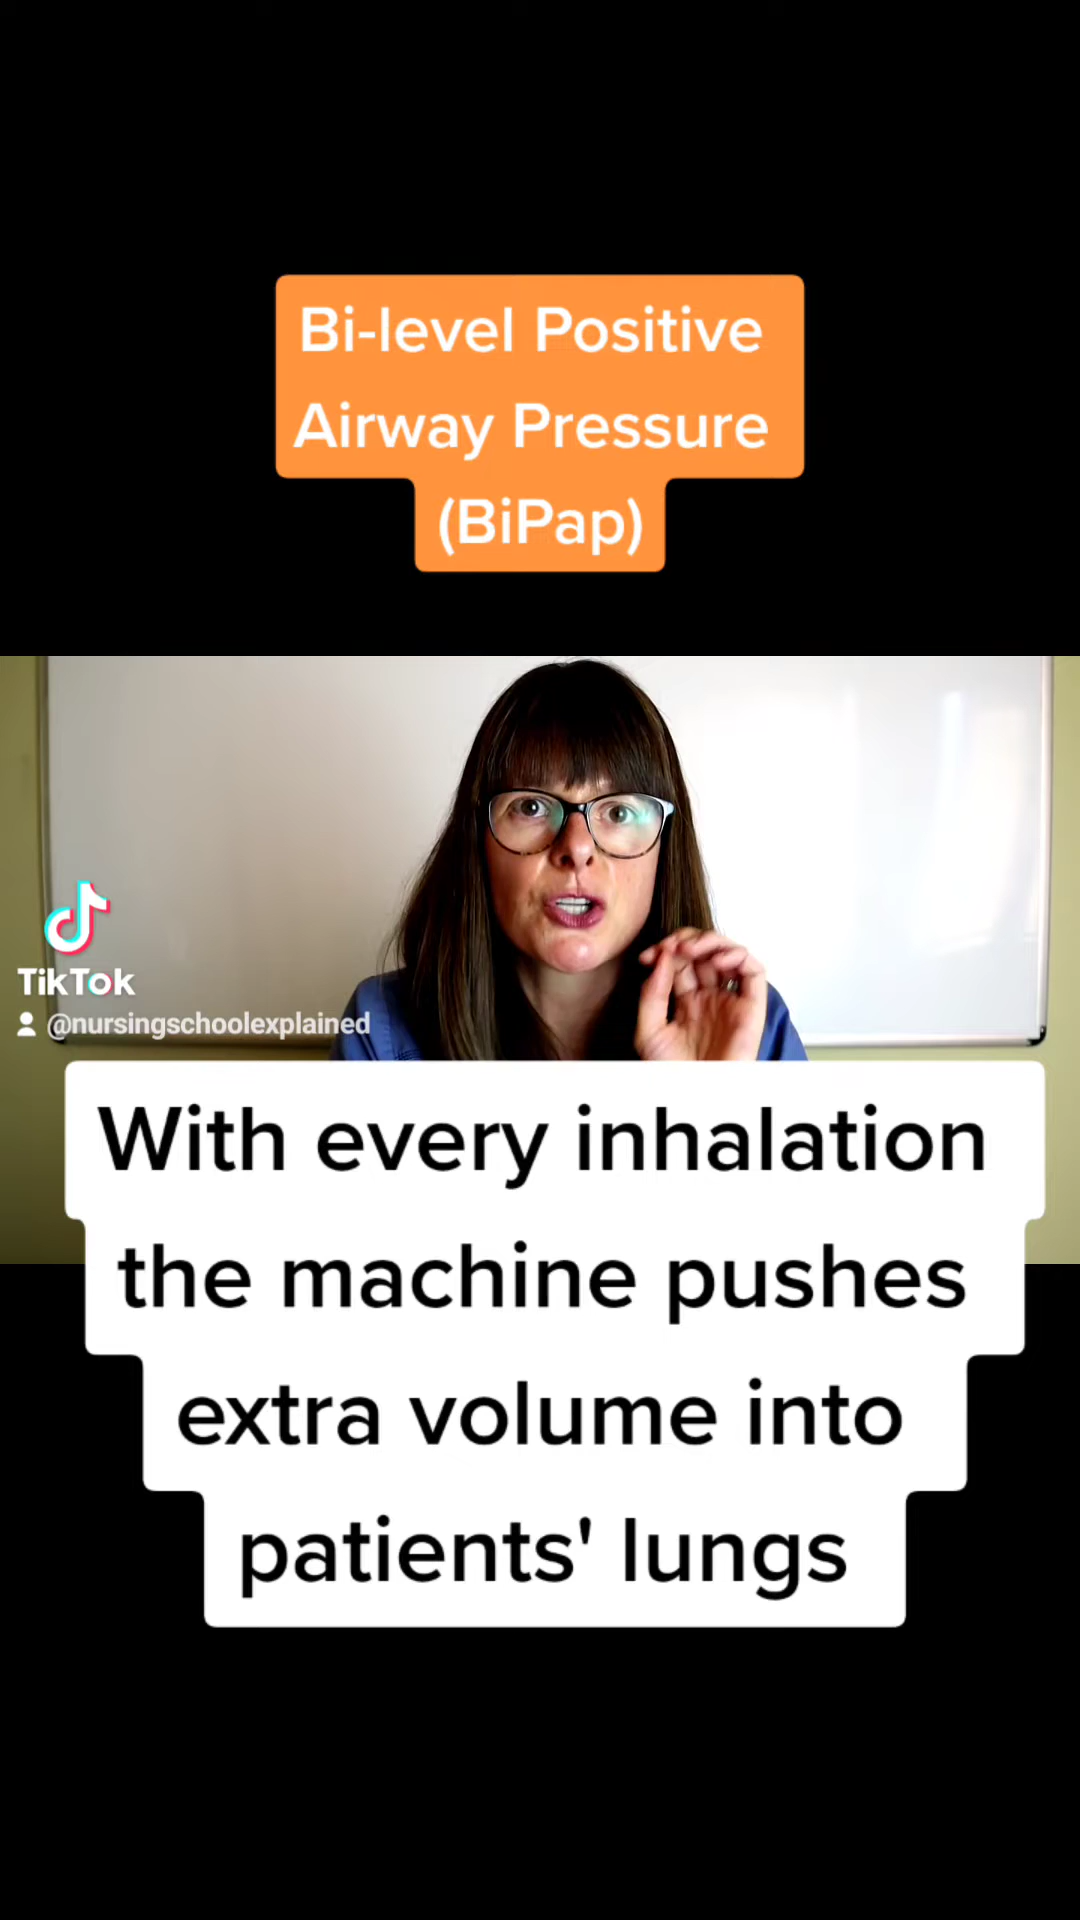 Bi-level Positive
Airway Pressure
(BiPap)
TikTok
@nursingschoolexplained
With every inhalation
the machine pushes
extra volume into
patients' lungs